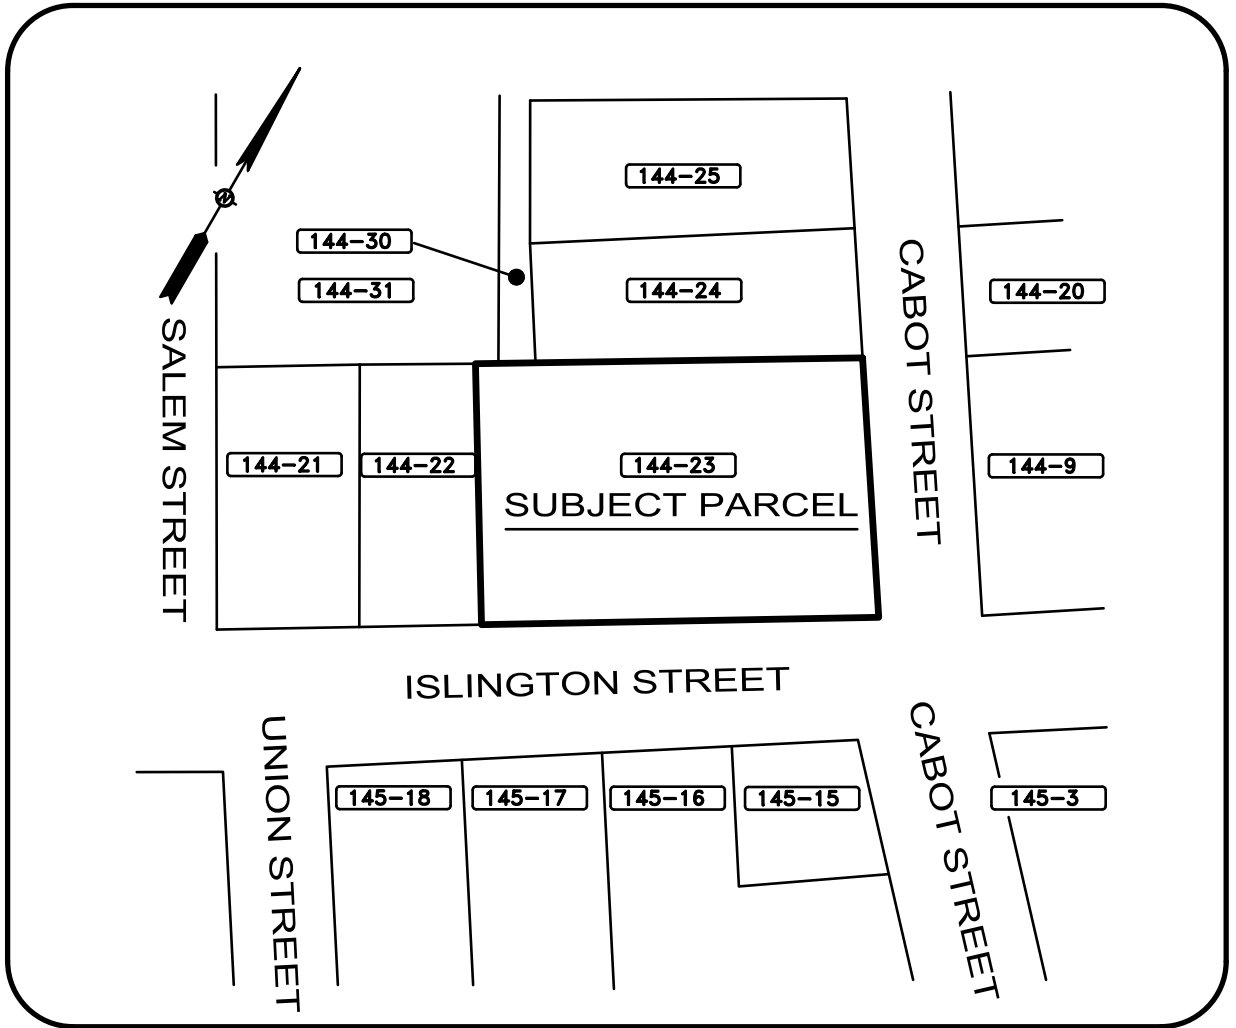 144-25
144-30
144-31
144-24
144-20
CABOT STREET
SALEM STREET
144-21
144-22
144-23
SUBJECT PARCEL
144-9
ISLINGTON STREET
UNION STREET
145-18
145-17
145-16
145-15
CABOT STREET
145-3
N